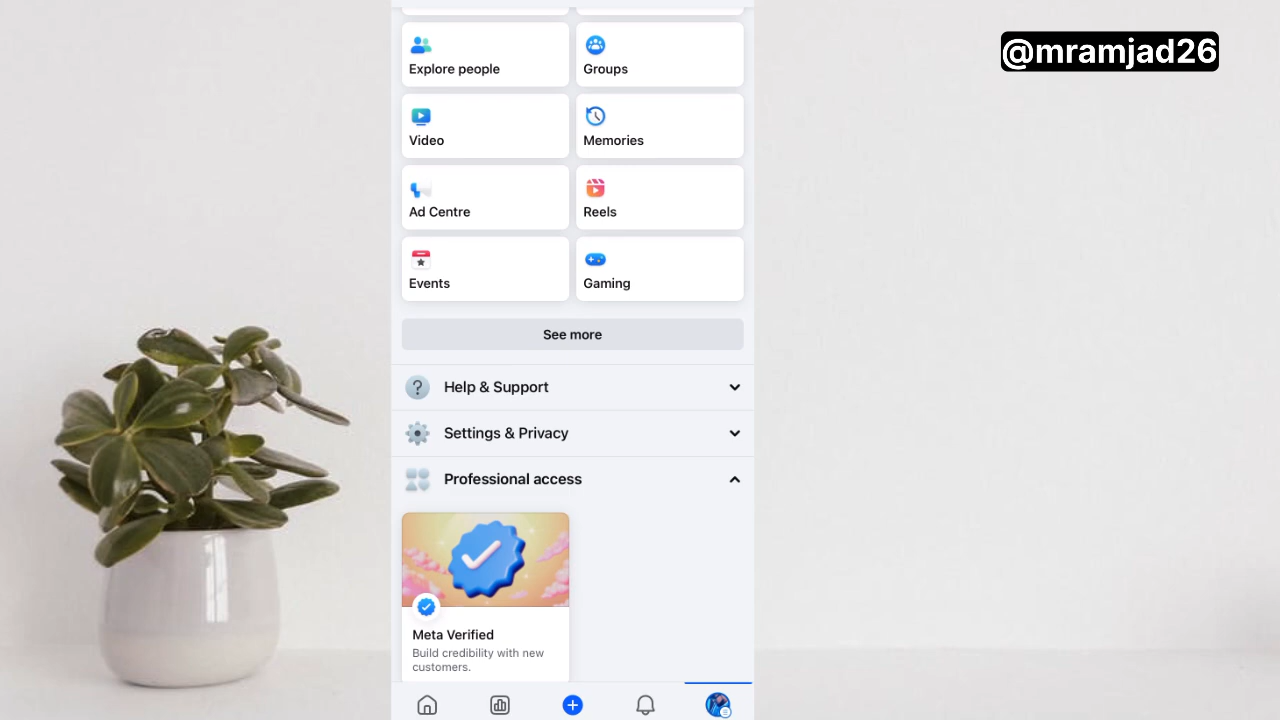 @mramjad26
Explore people
Groups
Video
Memories
Ad Centre
Reels
Events
Gaming
See more
Help & Support
Settings & Privacy
Professional access
Meta Verified
Build credibility with new
customers.